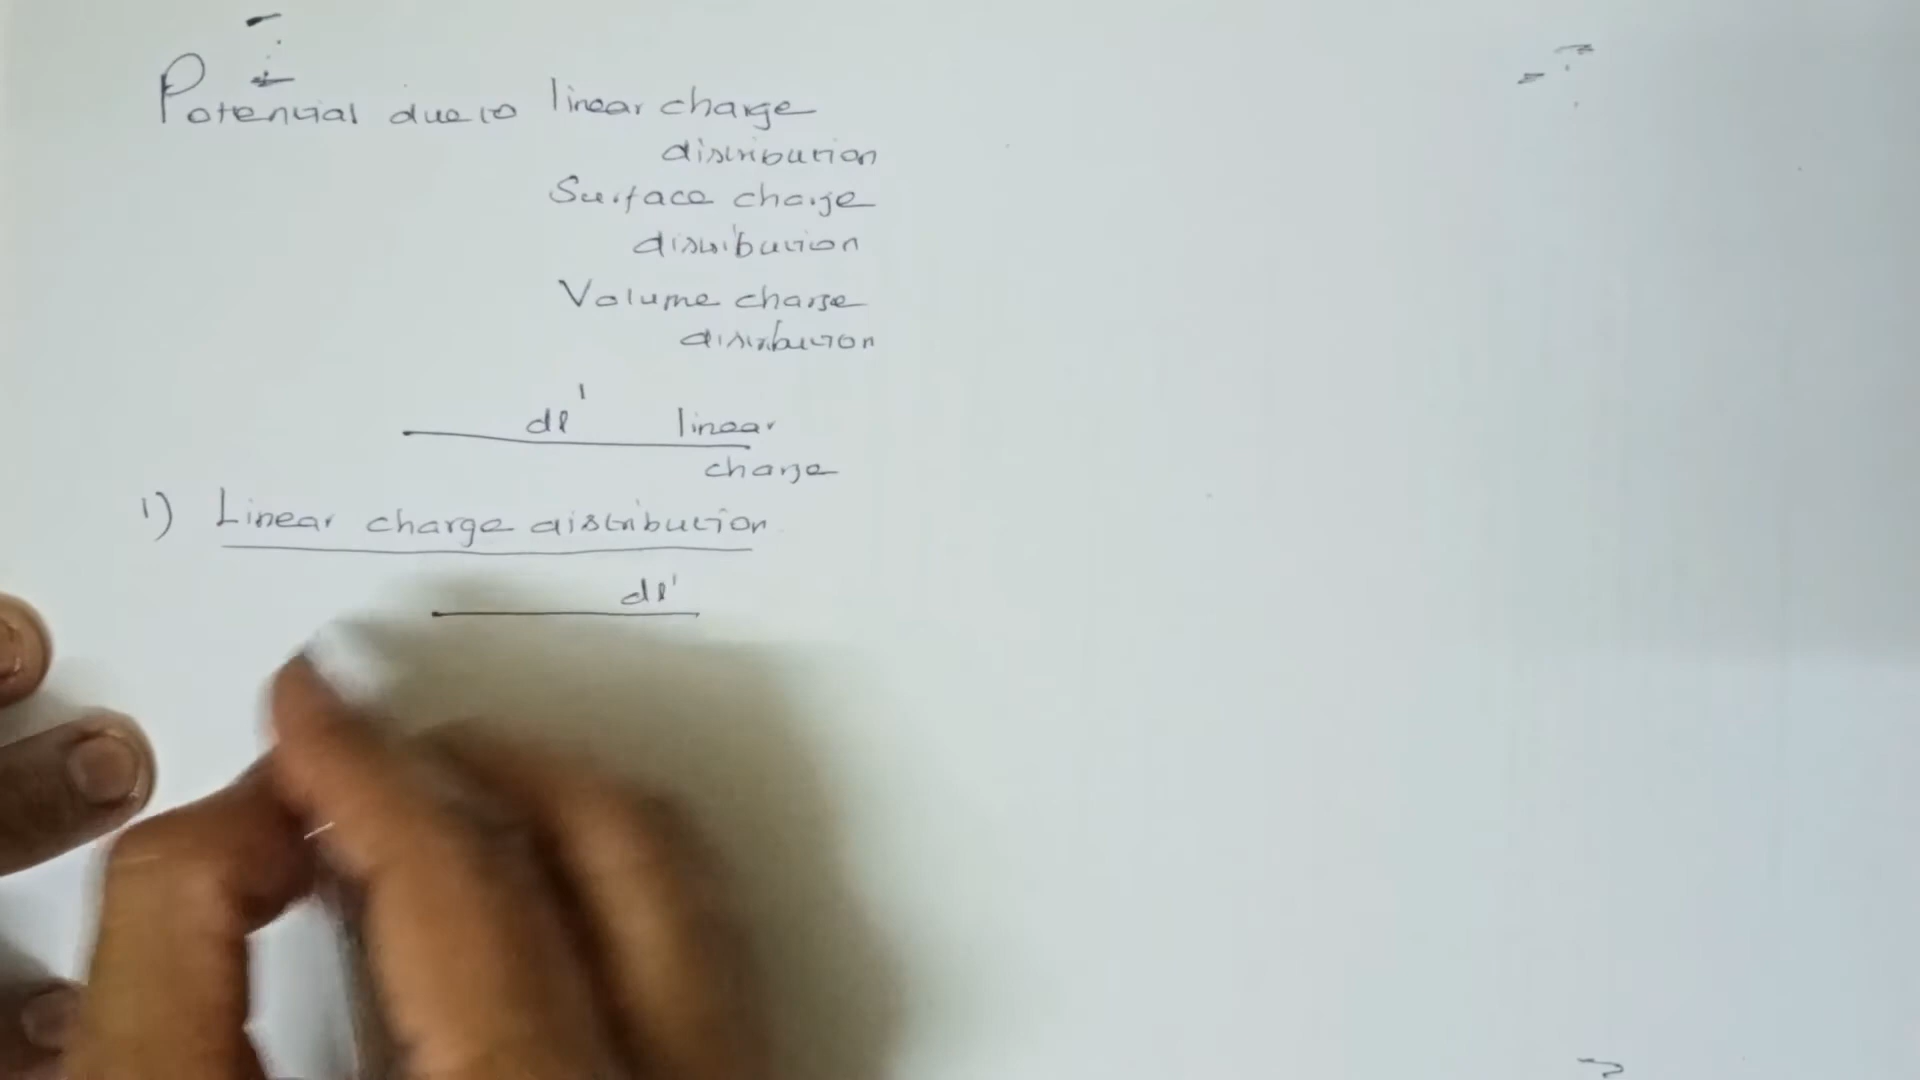 Potential due to linear charge
distribution
Surface charge
distribution
Volume charge
distribution
dl' linear
charge
1) Linear charge distribution
dl'